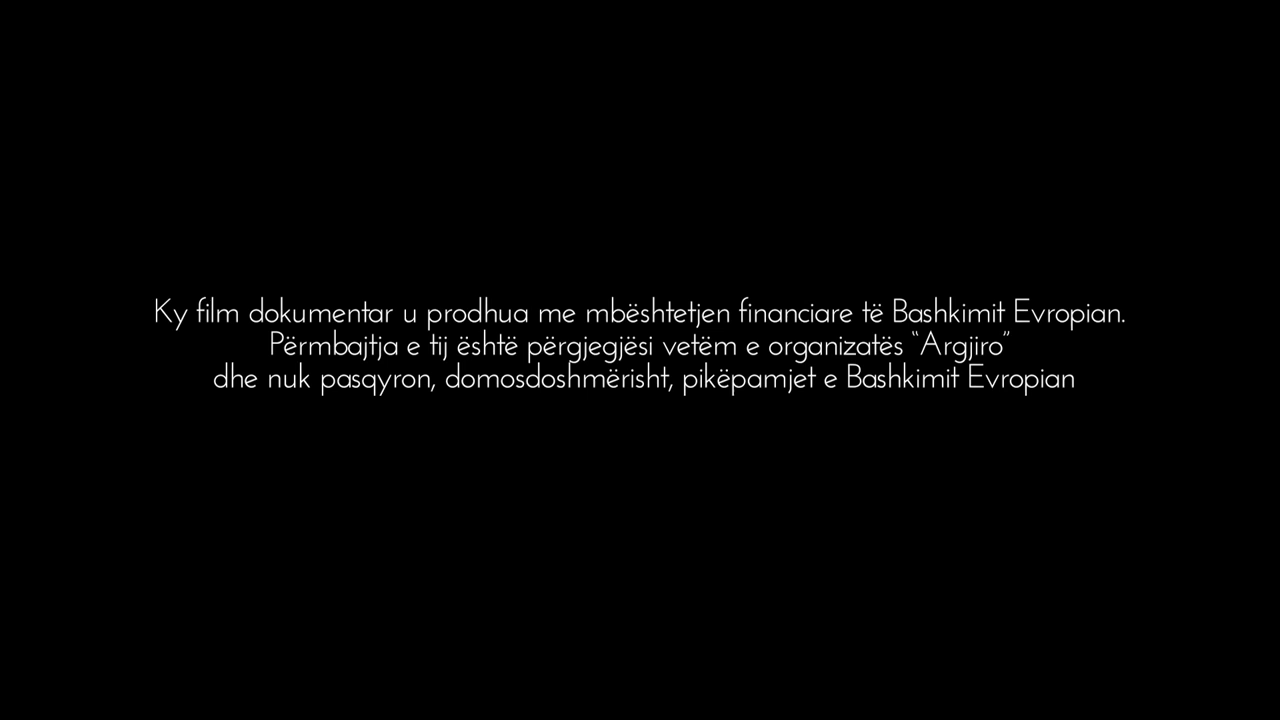 Ky film dokumentar u prodhua me mbështetjen financiare të Bashkimit Evropian.
Përmbajtja e tij është përgjegjësi vetëm e organizatës “Argjiro”
dhe nuk pasqyron, domosdoshmërisht, pikëpamjet e Bashkimit Evropian